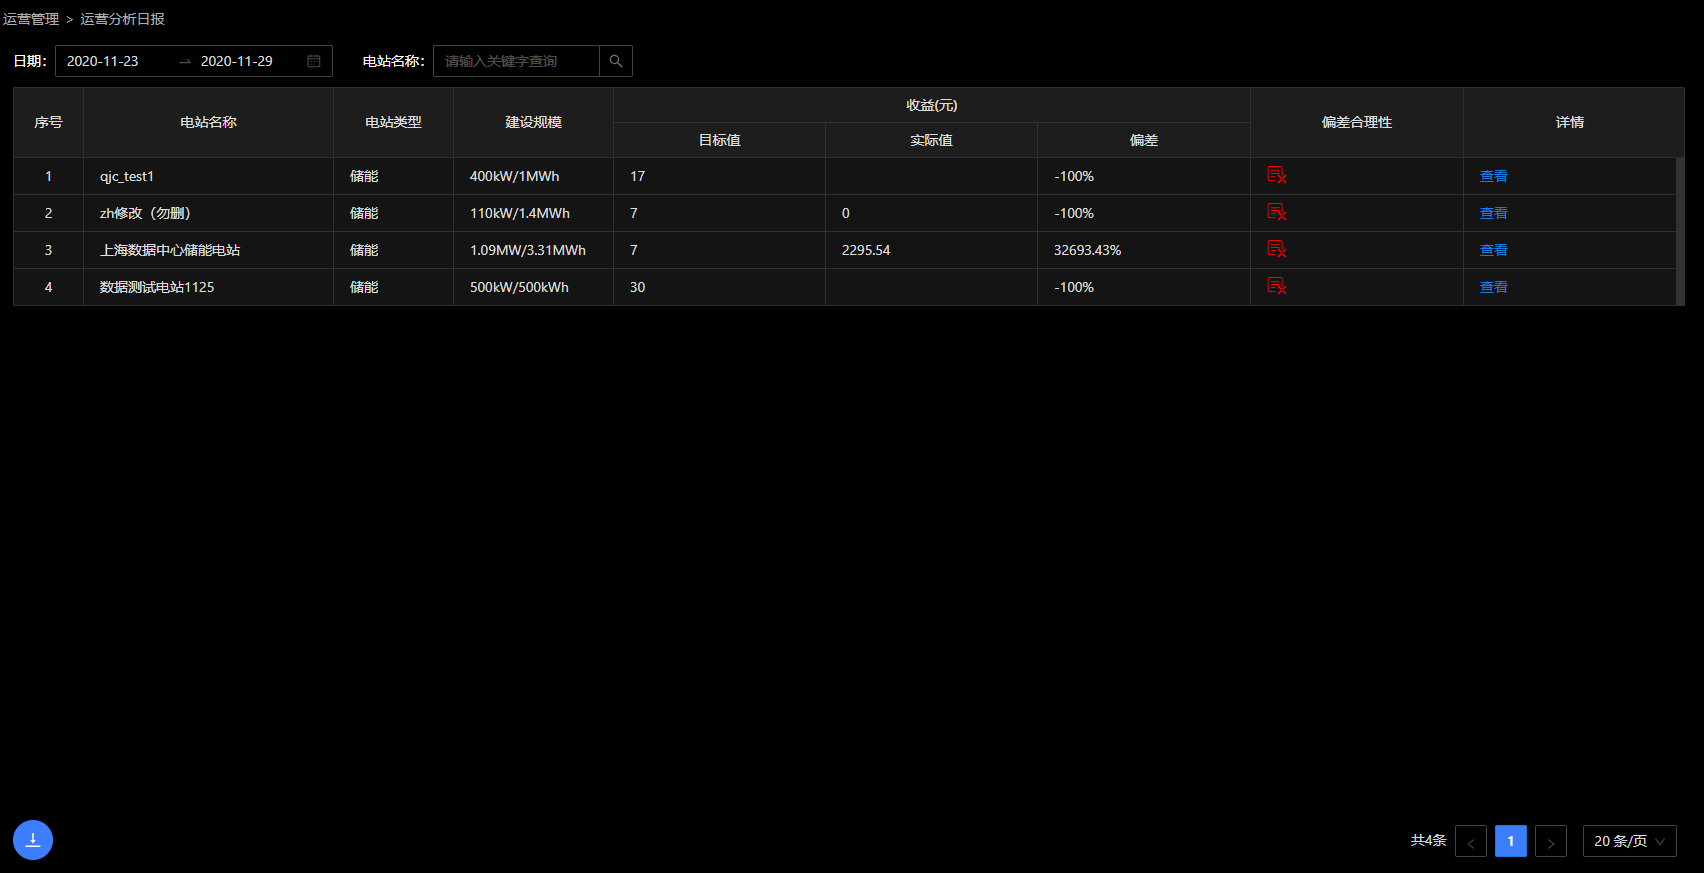 运营管理 > 运营分析日报
日期: 2020-11-23 → 2020-11-29 电站名称: 请输入关键字查询
序号 电站名称 电站类型 建设规模 收益(元) 偏差合理性 详情
目标值 实际值 偏差
1 qjc_test1 储能 400kW/1MWh 17 -100% 查看
2 zh修改（勿删） 储能 110kW/1.4MWh 7 0 -100% 查看
3 上海数据中心储能电站 储能 1.09MW/3.31MWh 7 2295.54 32693.43% 查看
4 数据测试电站1125 储能 500kW/500kWh 30 -100% 查看
共4条 < 1 > 20 条/页